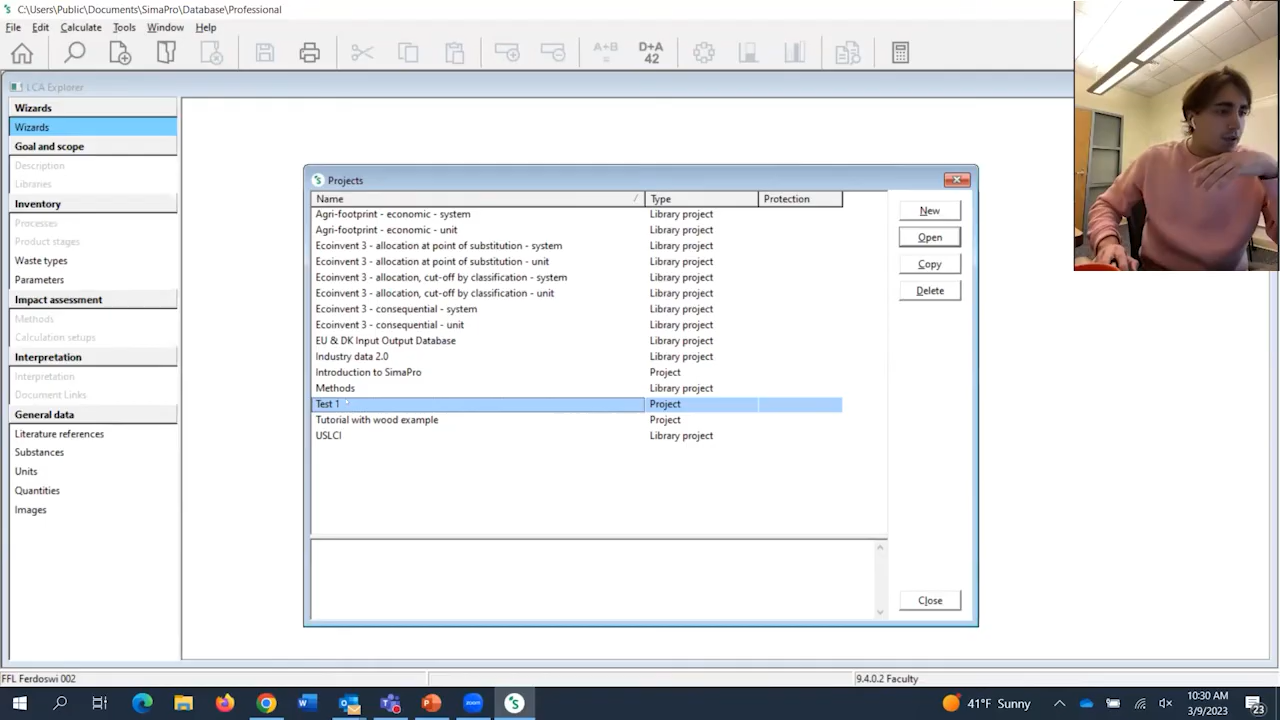 C:\Users\Public\Documents\SimaPro\Database\Professional
File Edit Calculate Tools Window Help
A+B
=
D+A
42
LCA Explorer
Wizards
Wizards
Goal and scope
Description
Libraries
Inventory
Processes
Product stages
Waste types
Parameters
Impact assessment
Methods
Calculation setups
Interpretation
Interpretation
Document Links
General data
Literature references
Substances
Units
Quantities
Images
Projects
Name / Type Protection
Agri-footprint - economic - system Library project
Agri-footprint - economic - unit Library project
Ecoinvent 3 - allocation at point of substitution - system Library project
Ecoinvent 3 - allocation at point of substitution - unit Library project
Ecoinvent 3 - allocation, cut-off by classification - system Library project
Ecoinvent 3 - allocation, cut-off by classification - unit Library project
Ecoinvent 3 - consequential - system Library project
Ecoinvent 3 - consequential - unit Library project
EU & DK Input Output Database Library project
Industry data 2.0 Library project
Introduction to SimaPro Project
Methods Library project
Test 1 Project
Tutorial with wood example Project
USLCI Library project
New
Open
Copy
Delete
Close
FFL Ferdoswi 002
9.4.0.2 Faculty
zoom
41°F Sunny
10:30 AM
3/9/2023
23